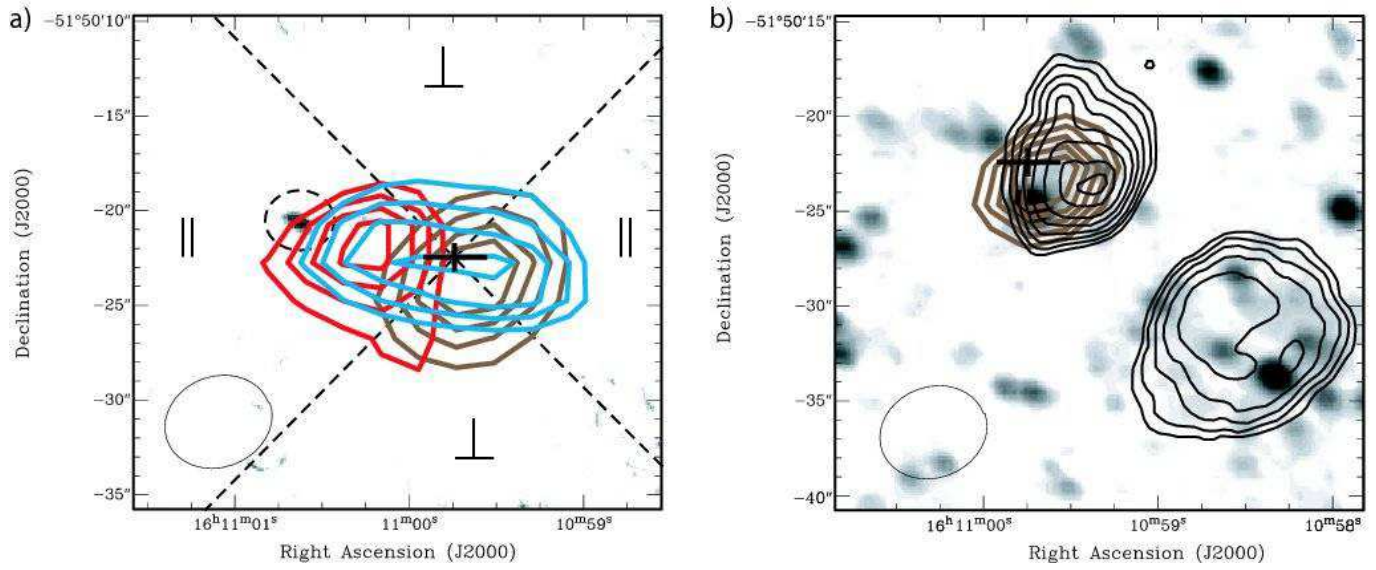 a)
b)
−51°50′10″
−15″
−20″
−25″
−30″
−35″
Declination (J2000)
16ʰ11ᵐ01ˢ
11ᵐ00ˢ
10ᵐ59ˢ
Right Ascension (J2000)
−51°50′15″
−20″
−25″
−30″
−35″
−40″
Declination (J2000)
16ʰ11ᵐ00ˢ
10ᵐ59ˢ
10ᵐ58ˢ
Right Ascension (J2000)